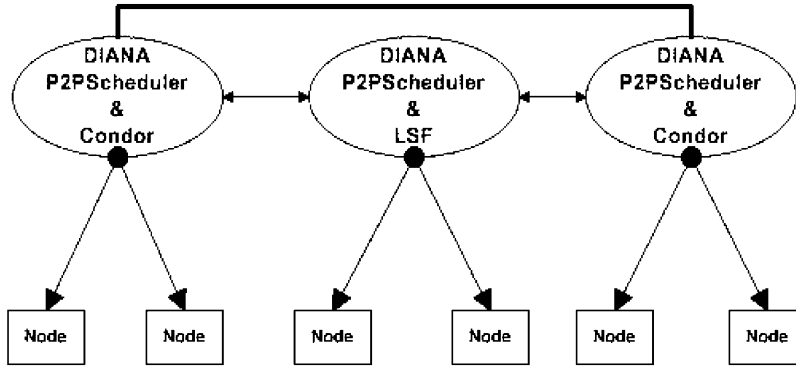 DIANA
P2PScheduler
&
Condor
DIANA
P2PScheduler
&
LSF
DIANA
P2PScheduler
&
Condor
Node
Node
Node
Node
Node
Node